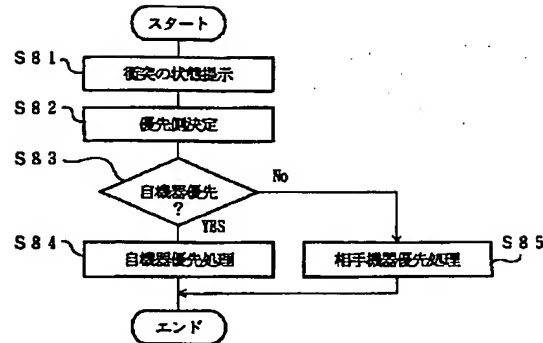 スタート
S81
衝突の状態提示
S82
優先側決定
S83
自機器優先
?
No
YES
S84
自機器優先処理
S85
相手機器優先処理
エンド